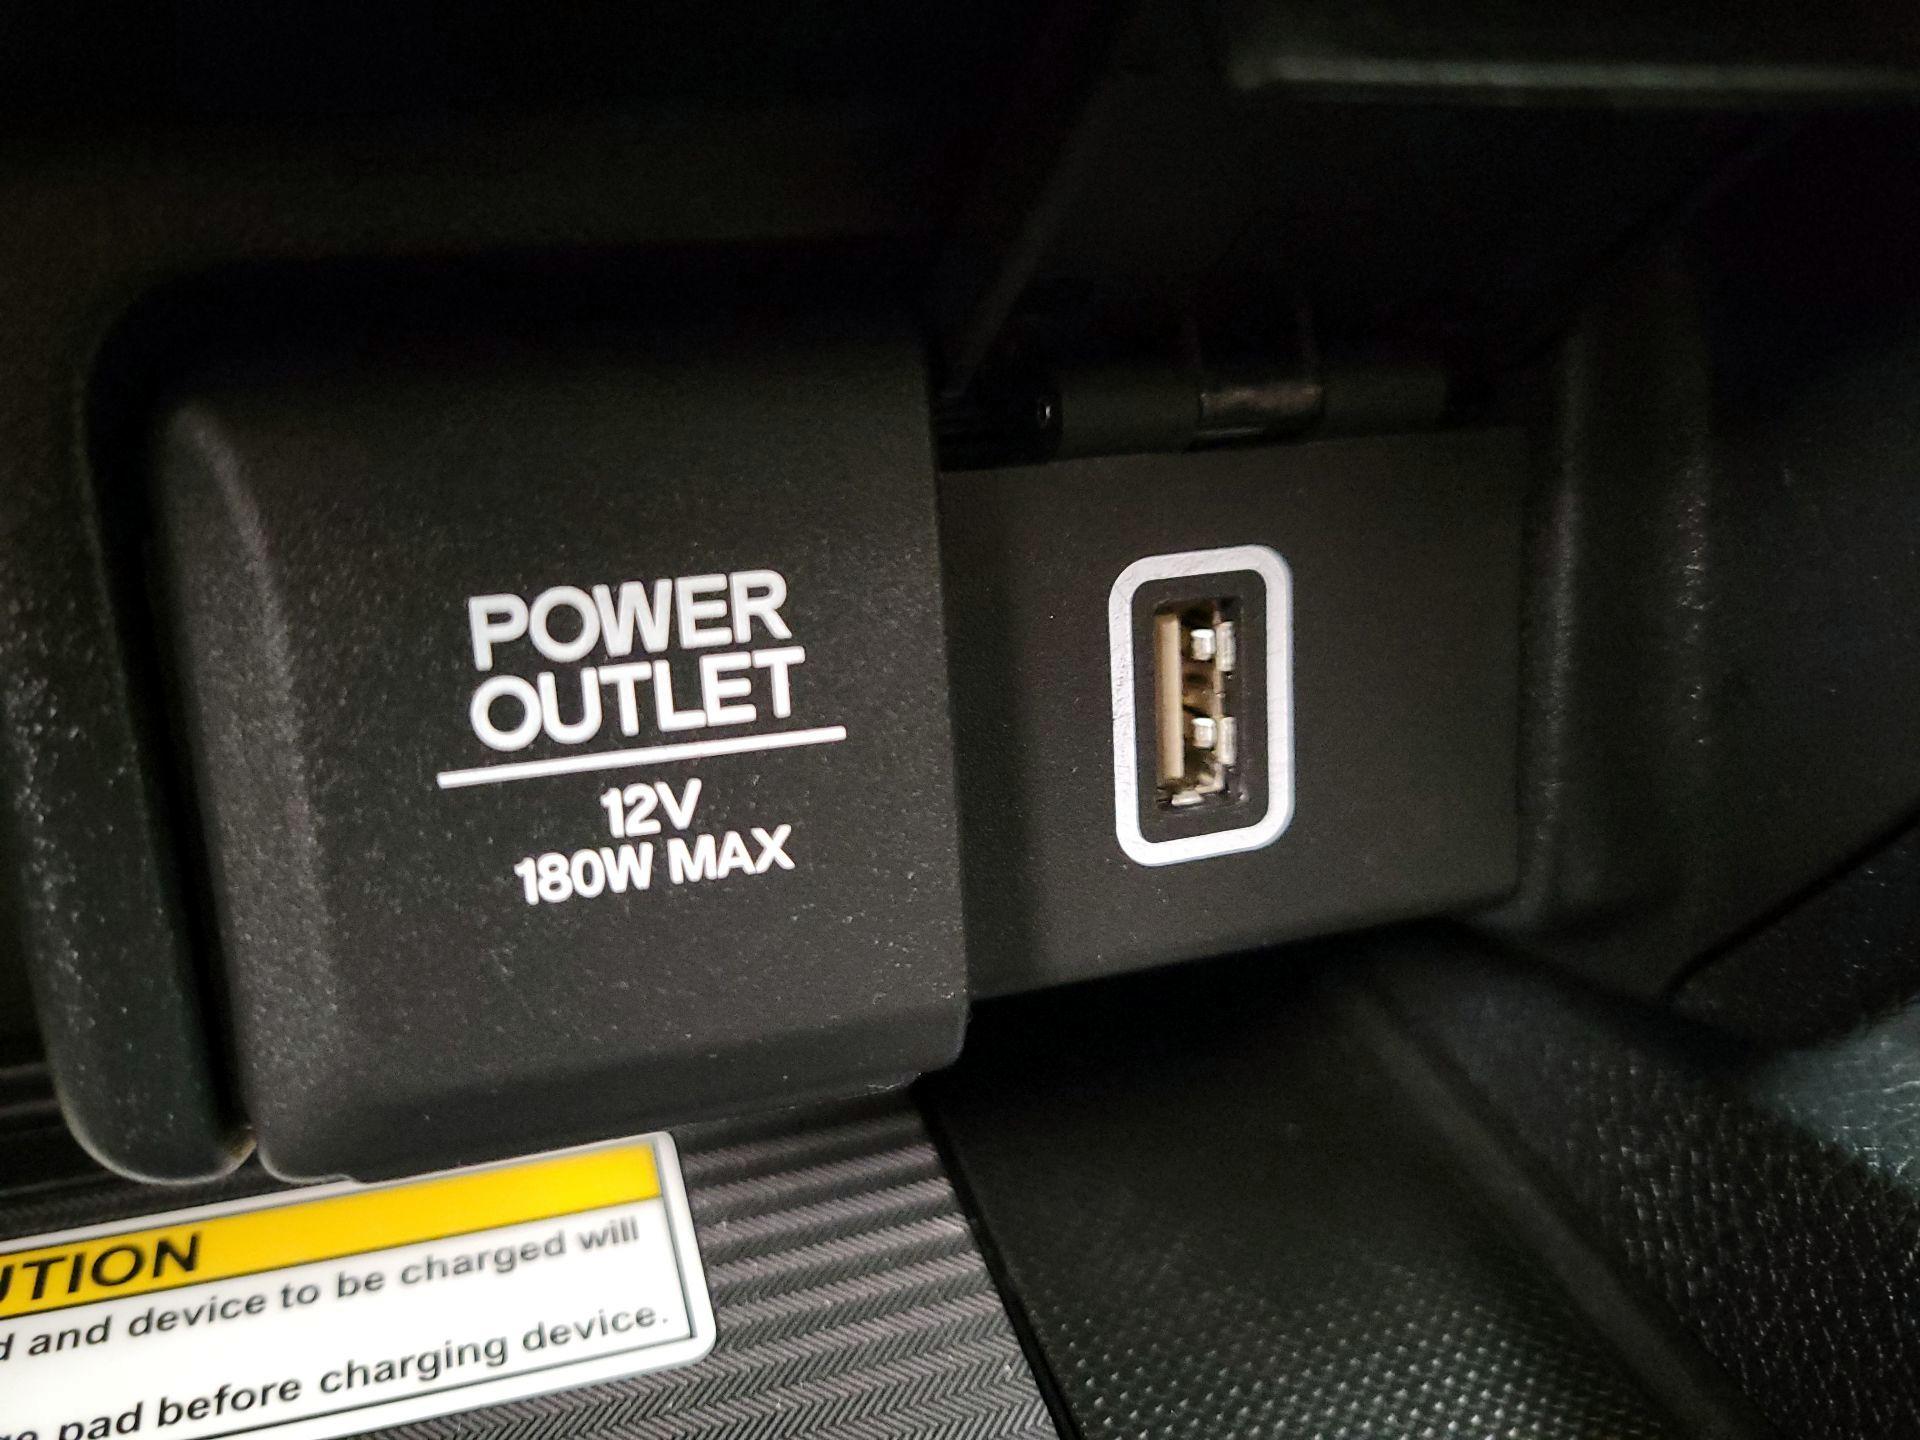 POWER
OUTLET
12V
180W MAX
UTION
d and device to be charged will
pad before charging device.